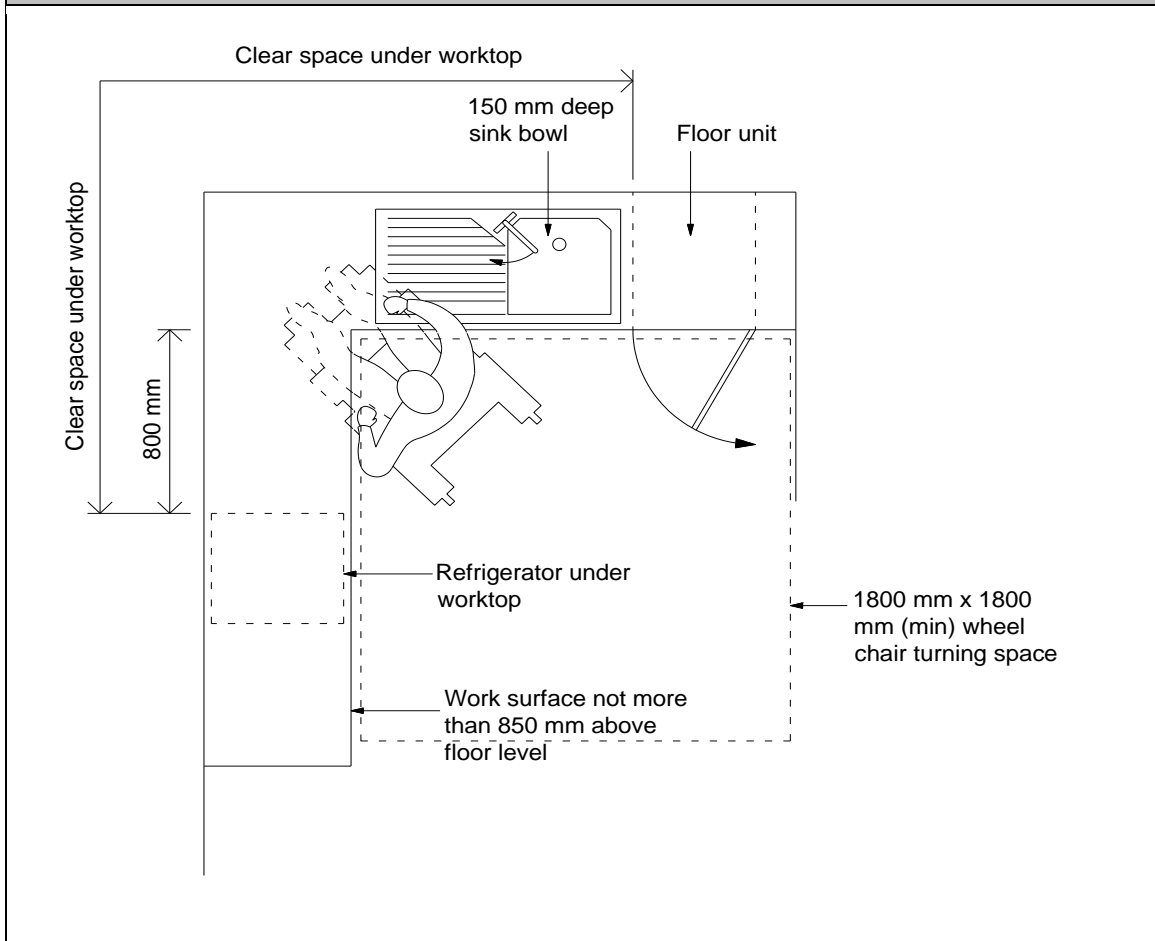 Clear space under worktop
150 mm deep
sink bowl
Floor unit
Clear space under worktop
800 mm
Refrigerator under
worktop
1800 mm x 1800
mm (min) wheel
chair turning space
Work surface not more
than 850 mm above
floor level